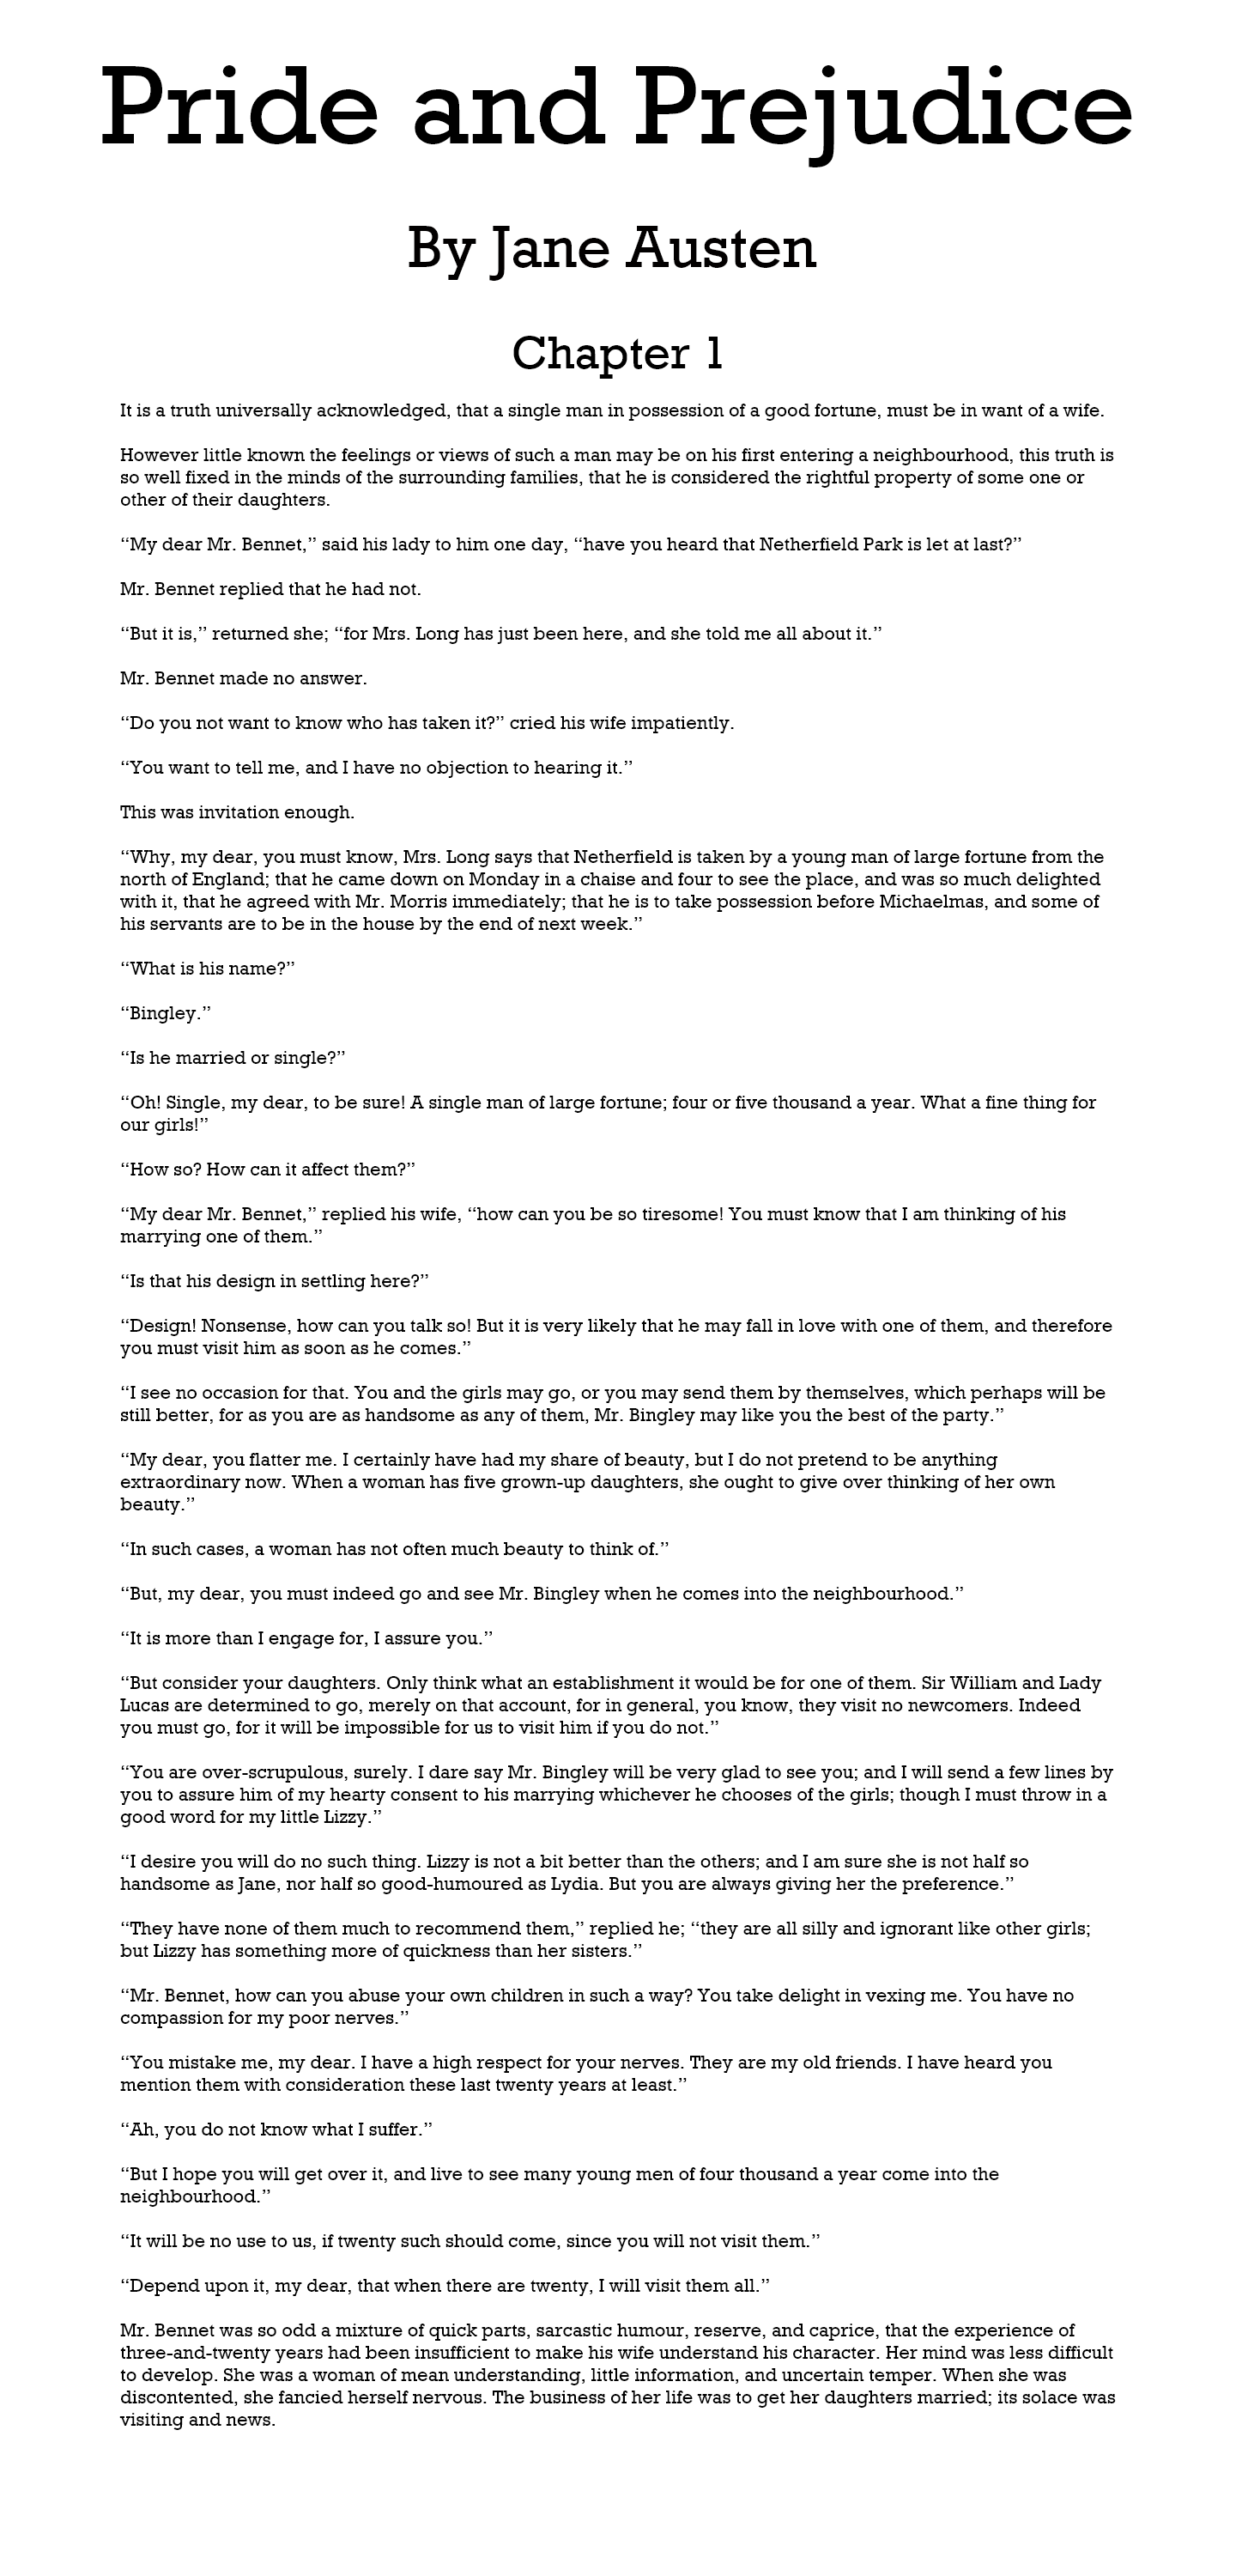 Pride and Prejudice
By Jane Austen
Chapter 1
It is a truth universally acknowledged, that a single man in possession of a good fortune, must be in want of a wife.
However little known the feelings or views of such a man may be on his first entering a neighbourhood, this truth is
so well fixed in the minds of the surrounding families, that he is considered the rightful property of some one or
other of their daughters.
“My dear Mr. Bennet,” said his lady to him one day, “have you heard that Netherfield Park is let at last?”
Mr. Bennet replied that he had not.
“But it is,” returned she; “for Mrs. Long has just been here, and she told me all about it.”
Mr. Bennet made no answer.
“Do you not want to know who has taken it?” cried his wife impatiently.
“You want to tell me, and I have no objection to hearing it.”
This was invitation enough.
“Why, my dear, you must know, Mrs. Long says that Netherfield is taken by a young man of large fortune from the
north of England; that he came down on Monday in a chaise and four to see the place, and was so much delighted
with it, that he agreed with Mr. Morris immediately; that he is to take possession before Michaelmas, and some of
his servants are to be in the house by the end of next week.”
“What is his name?”
“Bingley.”
“Is he married or single?”
“Oh! Single, my dear, to be sure! A single man of large fortune; four or five thousand a year. What a fine thing for
our girls!”
“How so? How can it affect them?”
“My dear Mr. Bennet,” replied his wife, “how can you be so tiresome! You must know that I am thinking of his
marrying one of them.”
“Is that his design in settling here?”
“Design! Nonsense, how can you talk so! But it is very likely that he may fall in love with one of them, and therefore
you must visit him as soon as he comes.”
“I see no occasion for that. You and the girls may go, or you may send them by themselves, which perhaps will be
still better, for as you are as handsome as any of them, Mr. Bingley may like you the best of the party.”
“My dear, you flatter me. I certainly have had my share of beauty, but I do not pretend to be anything
extraordinary now. When a woman has five grown-up daughters, she ought to give over thinking of her own
beauty.”
“In such cases, a woman has not often much beauty to think of.”
“But, my dear, you must indeed go and see Mr. Bingley when he comes into the neighbourhood.”
“It is more than I engage for, I assure you.”
“But consider your daughters. Only think what an establishment it would be for one of them. Sir William and Lady
Lucas are determined to go, merely on that account, for in general, you know, they visit no newcomers. Indeed
you must go, for it will be impossible for us to visit him if you do not.”
“You are over-scrupulous, surely. I dare say Mr. Bingley will be very glad to see you; and I will send a few lines by
you to assure him of my hearty consent to his marrying whichever he chooses of the girls; though I must throw in a
good word for my little Lizzy.”
“I desire you will do no such thing. Lizzy is not a bit better than the others; and I am sure she is not half so
handsome as Jane, nor half so good-humoured as Lydia. But you are always giving her the preference.”
“They have none of them much to recommend them,” replied he; “they are all silly and ignorant like other girls;
but Lizzy has something more of quickness than her sisters.”
“Mr. Bennet, how can you abuse your own children in such a way? You take delight in vexing me. You have no
compassion for my poor nerves.”
“You mistake me, my dear. I have a high respect for your nerves. They are my old friends. I have heard you
mention them with consideration these last twenty years at least.”
“Ah, you do not know what I suffer.”
“But I hope you will get over it, and live to see many young men of four thousand a year come into the
neighbourhood.”
“It will be no use to us, if twenty such should come, since you will not visit them.”
“Depend upon it, my dear, that when there are twenty, I will visit them all.”
Mr. Bennet was so odd a mixture of quick parts, sarcastic humour, reserve, and caprice, that the experience of
three-and-twenty years had been insufficient to make his wife understand his character. Her mind was less difficult
to develop. She was a woman of mean understanding, little information, and uncertain temper. When she was
discontented, she fancied herself nervous. The business of her life was to get her daughters married; its solace was
visiting and news.